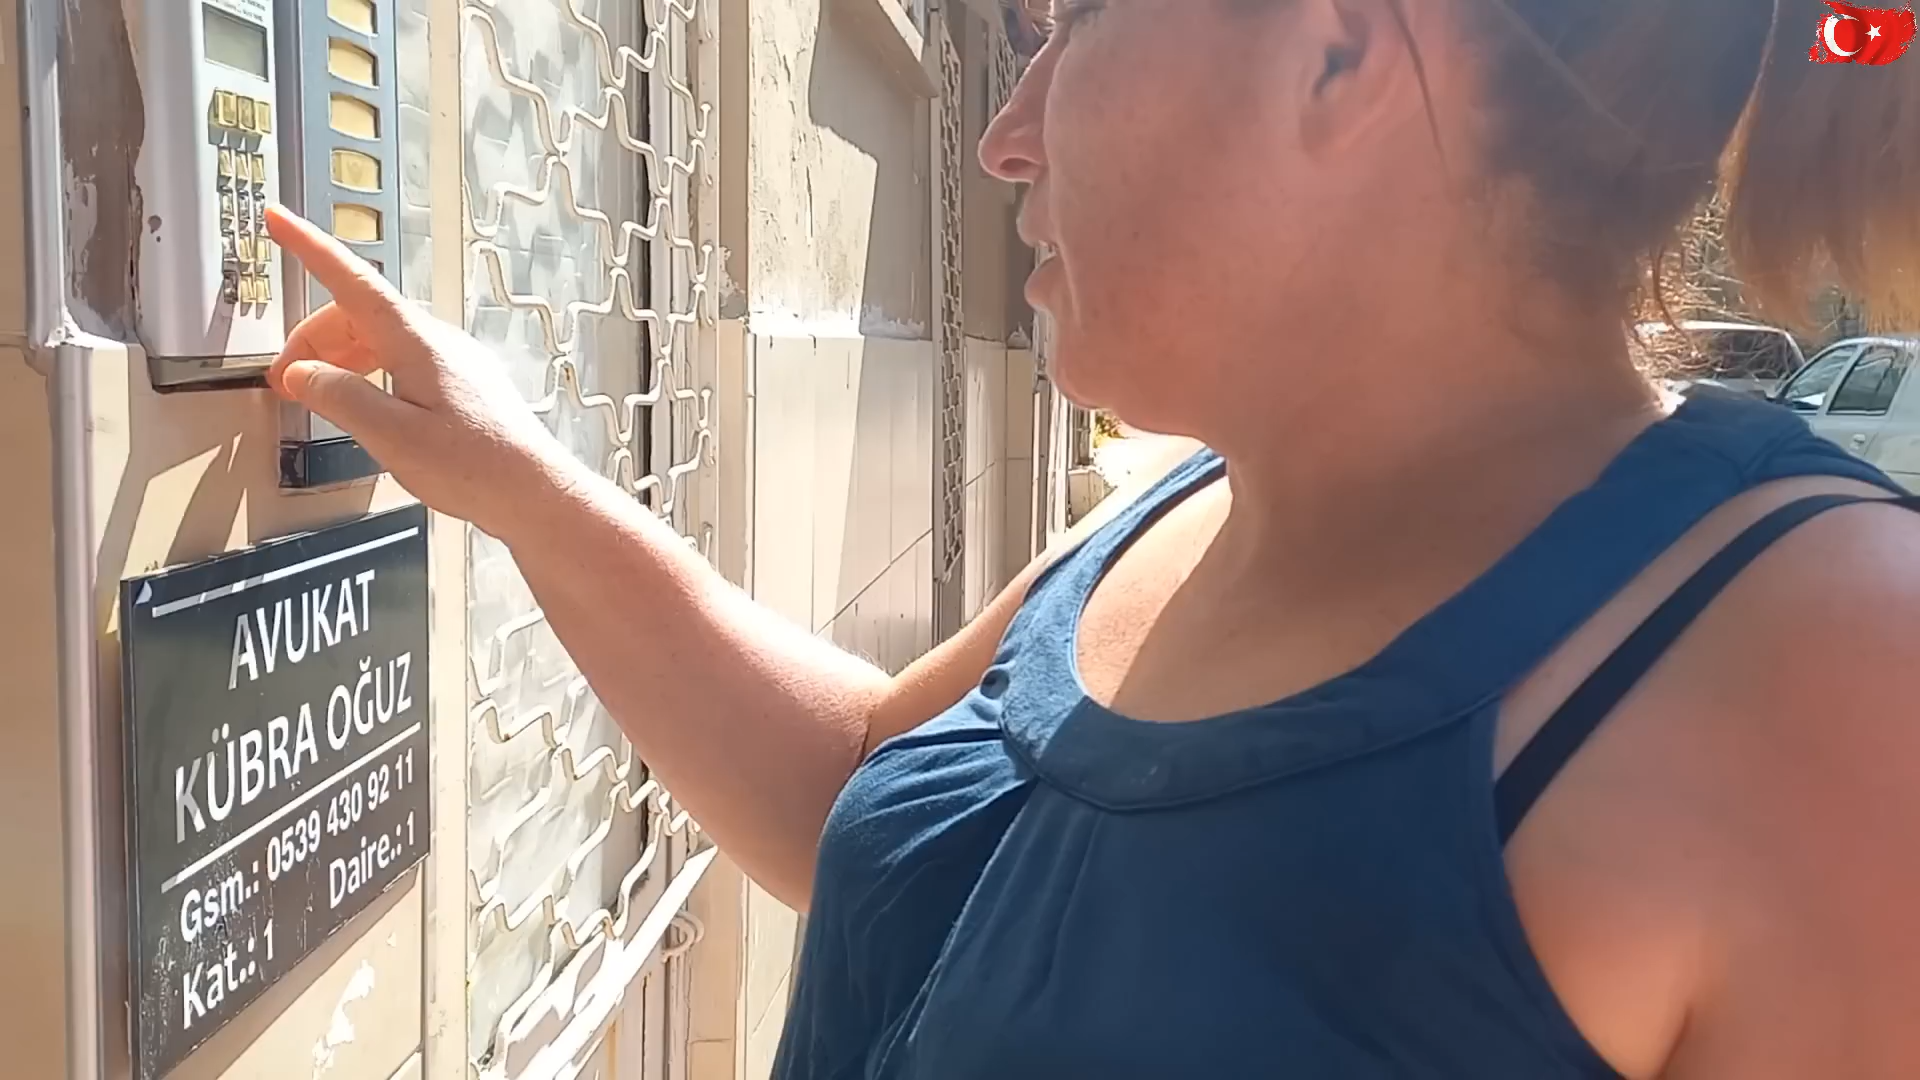 AVUKAT
KÜBRA OĞUZ
Gsm.: 0539 430 92 11
Kat.: 1 Daire.: 1